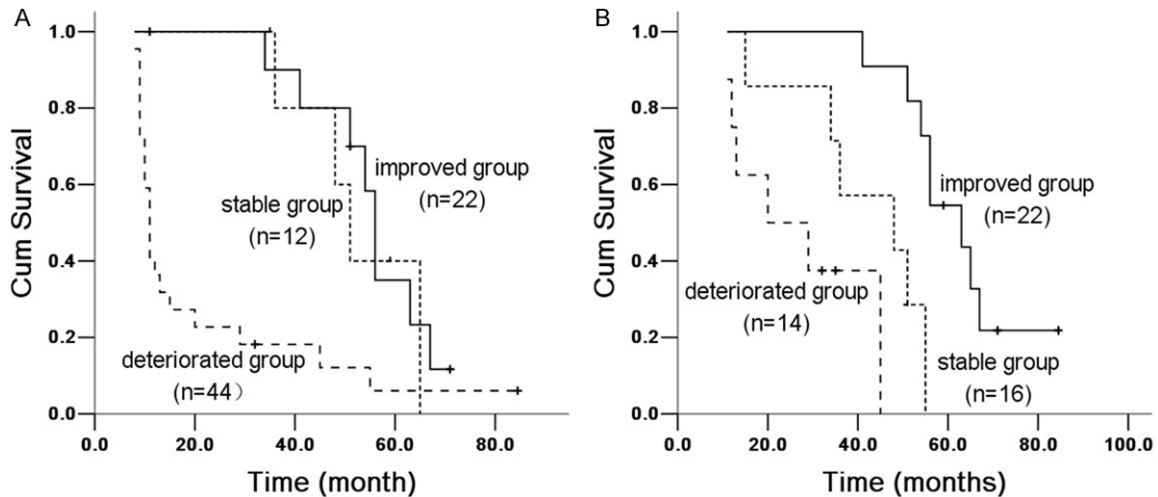 A
Cum Survival
1.0
0.8
0.6
0.4
0.2
0.0
improved group
(n=22)
stable group
(n=12)
deteriorated group
(n=44）
0.0
20.0
40.0
60.0
80.0
Time (month)
B
Cum Survival
1.0
0.8
0.6
0.4
0.2
0.0
improved group
(n=22)
deteriorated group
(n=14)
stable group
(n=16)
0.0
20.0
40.0
60.0
80.0
100.0
Time (months)